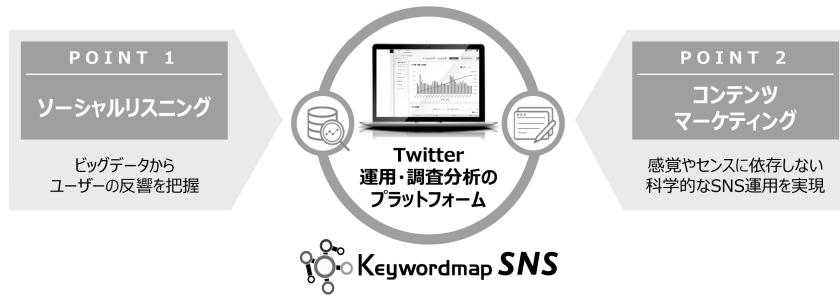 POINT 1
ソーシャルリスニング
ビッグデータから
ユーザーの反響を把握
Twitter
運用・調査分析の
プラットフォーム
POINT 2
コンテンツ
マーケティング
感覚やセンスに依存しない
科学的なSNS運用を実現
Keywordmap SNS